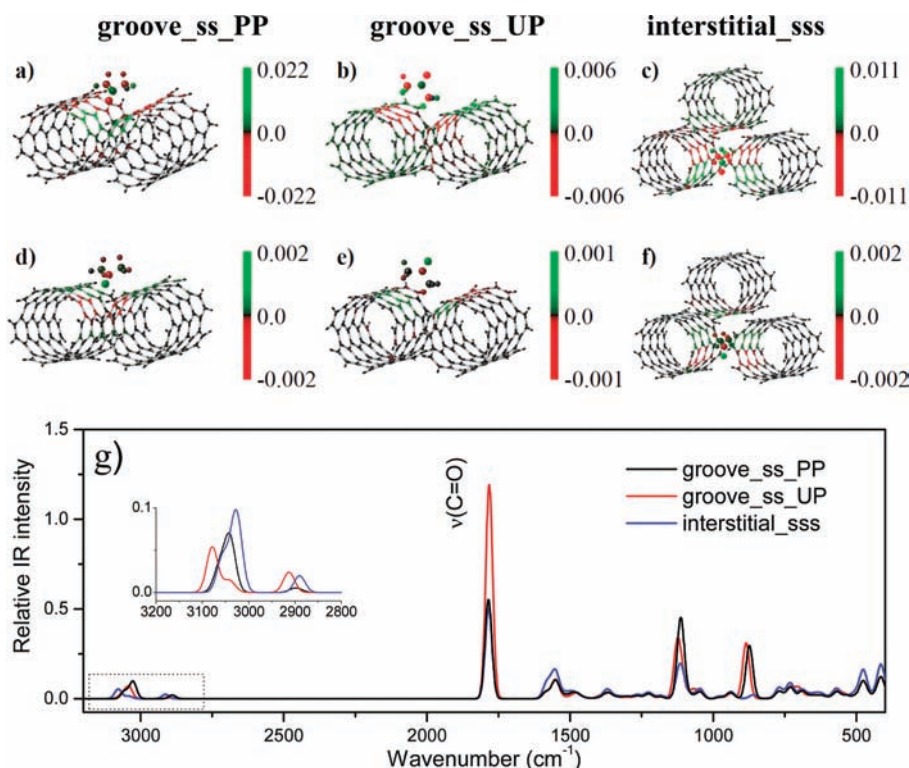 groove_ss_PP groove_ss_UP interstitial_sss
a) 0.022 b) 0.006 c) 0.011
0.0 0.0 0.0
-0.022 -0.006 -0.011
d) 0.002 e) 0.001 f) 0.002
0.0 0.0 0.0
-0.002 -0.001 -0.002
g)
Relative IR intensity
1.5
1.0
0.5
0.0
ν(C=O)
groove_ss_PP
groove_ss_UP
interstitial_sss
0.1
0.0
3200 3100 3000 2900 2800
3000 2500 2000 1500 1000 500
Wavenumber (cm⁻¹)